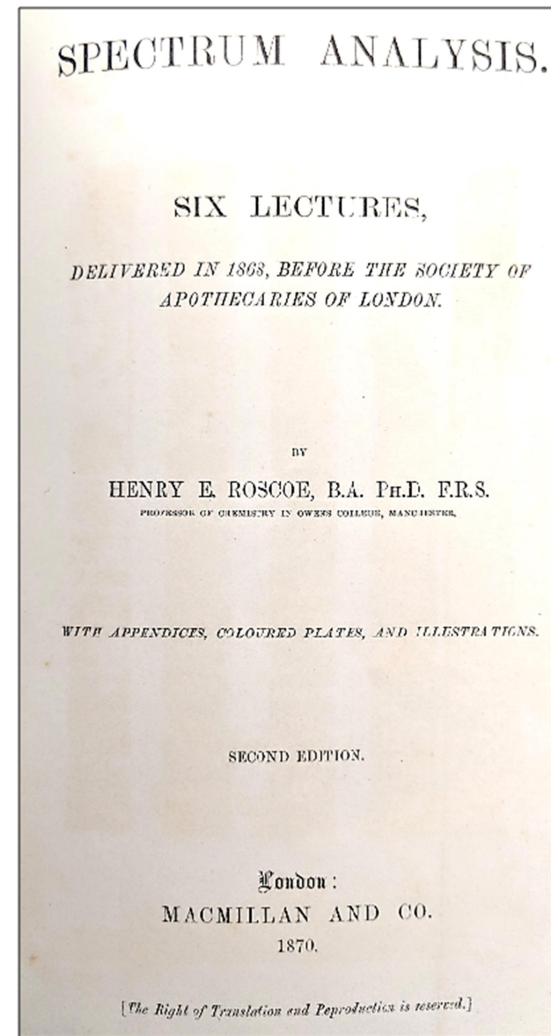 SPECTRUM ANALYSIS.
SIX LECTURES,
DELIVERED IN 1868, BEFORE THE SOCIETY OF
APOTHECARIES OF LONDON.
BY
HENRY E. ROSCOE, B.A. PH.D. F.R.S.
PROFESSOR OF CHEMISTRY IN OWENS COLLEGE, MANCHESTER.
WITH APPENDICES, COLOURED PLATES, AND ILLUSTRATIONS.
SECOND EDITION.
London:
MACMILLAN AND CO.
1870.
[The Right of Translation and Reproduction is reserved.]